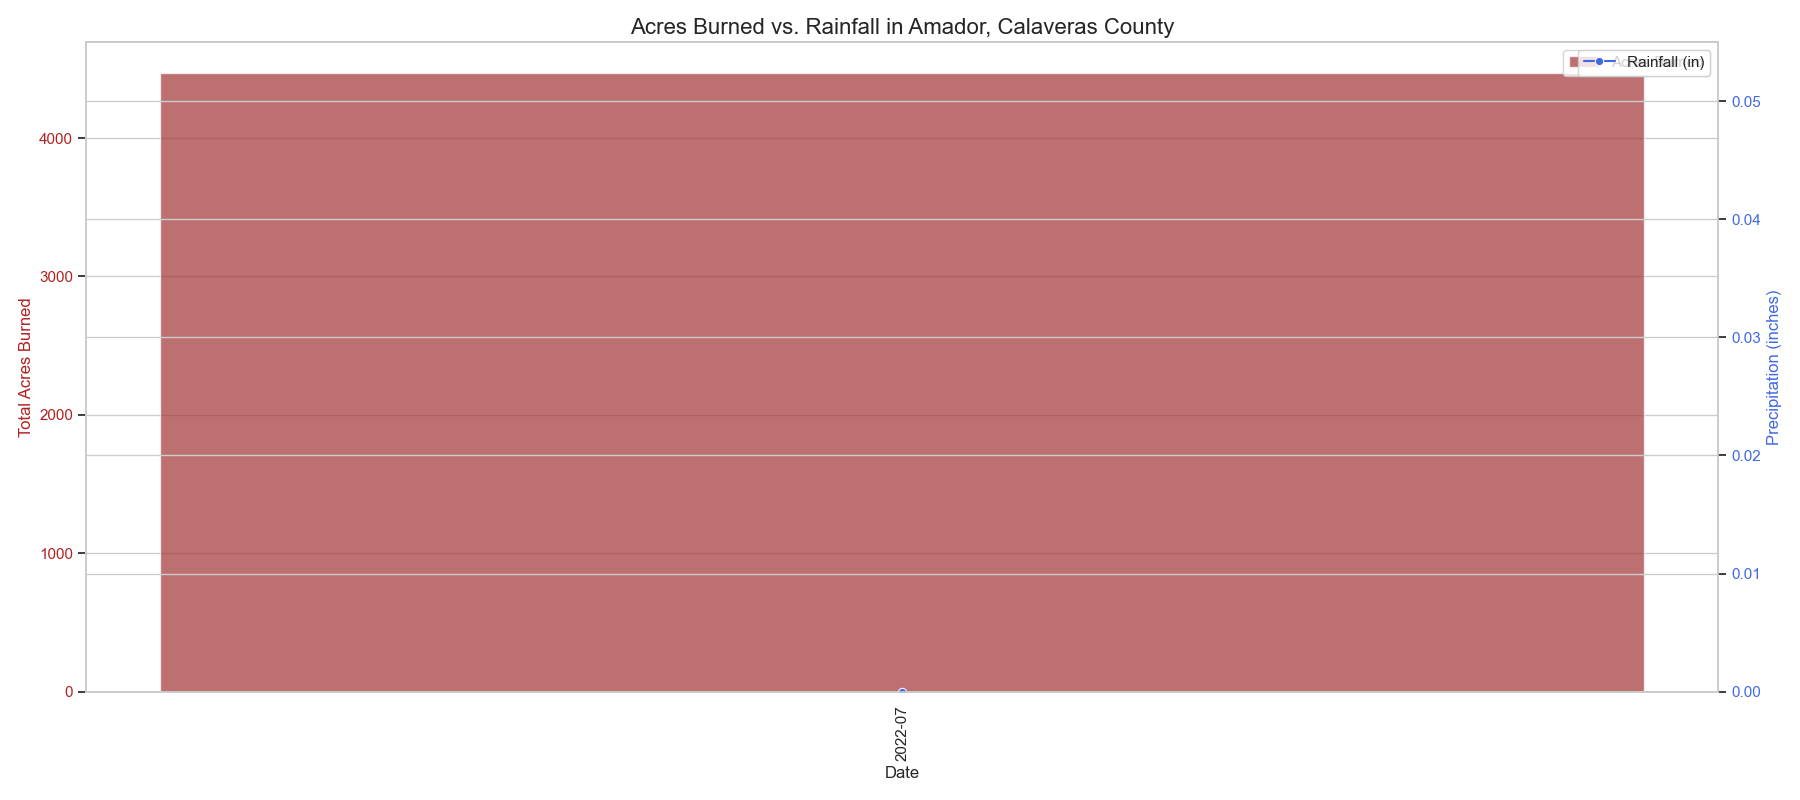 Acres Burned vs. Rainfall in Amador, Calaveras County
Rainfall (in)
Total Acres Burned
4000
3000
2000
1000
0
Precipitation (inches)
0.05
0.04
0.03
0.02
0.01
0.00
2022-07
Date